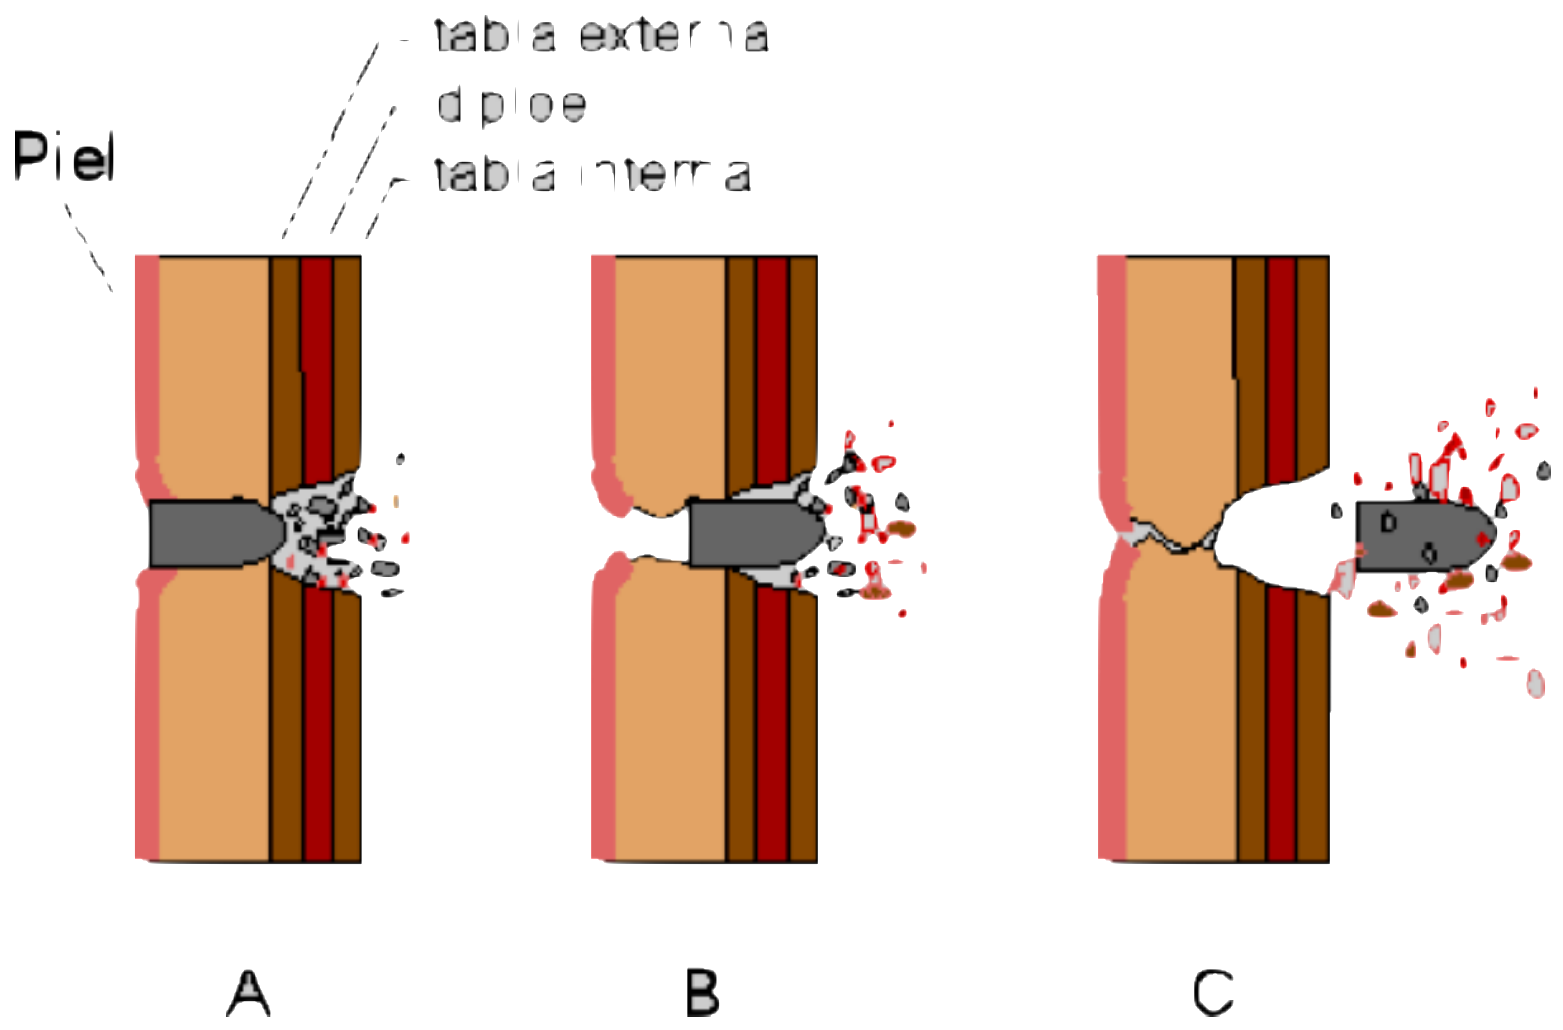 tabla externa
diploe
tabla interna
Piel
A
B
C